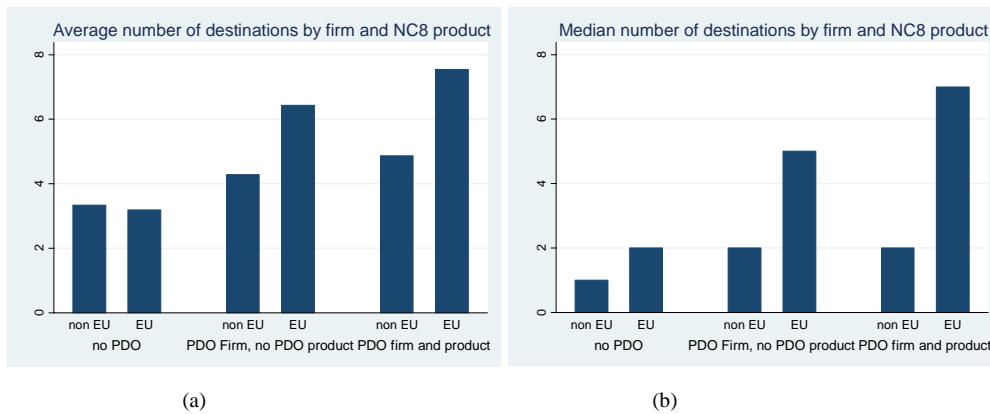 Average number of destinations by firm and NC8 product
8
6
4
2
0
non EU EU non EU EU non EU EU
no PDO PDO Firm, no PDO product PDO firm and product
(a)
Median number of destinations by firm and NC8 product
8
6
4
2
0
non EU EU non EU EU non EU EU
no PDO PDO Firm, no PDO product PDO firm and product
(b)